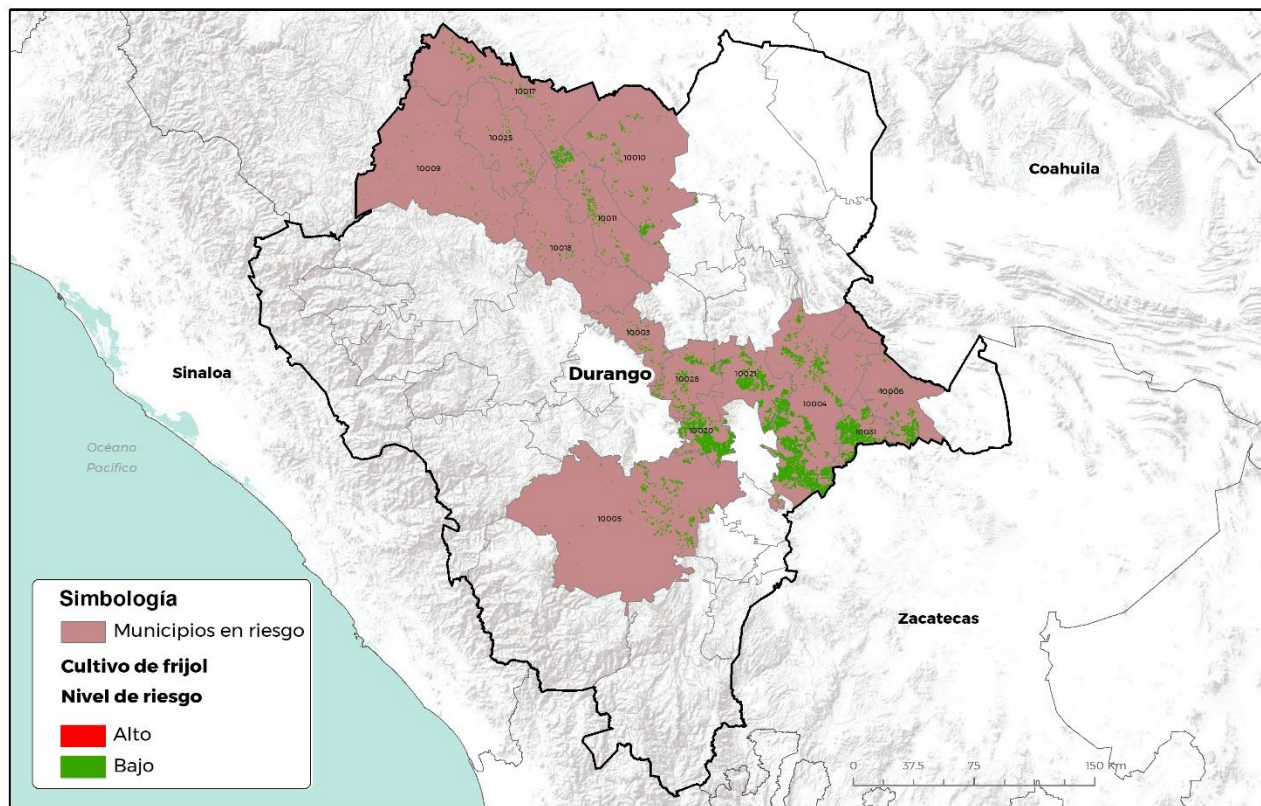 10017
10025
10010
10009
Coahuila
10011
10018
10003
Sinaloa
Durango
10028
10021
10004
10006
10020
10031
Océano
Pacífico
10005
Simbología
Municipios en riesgo
Cultivo de frijol
Nivel de riesgo
Alto
Bajo
Zacatecas
0 37.5 75 150 Km